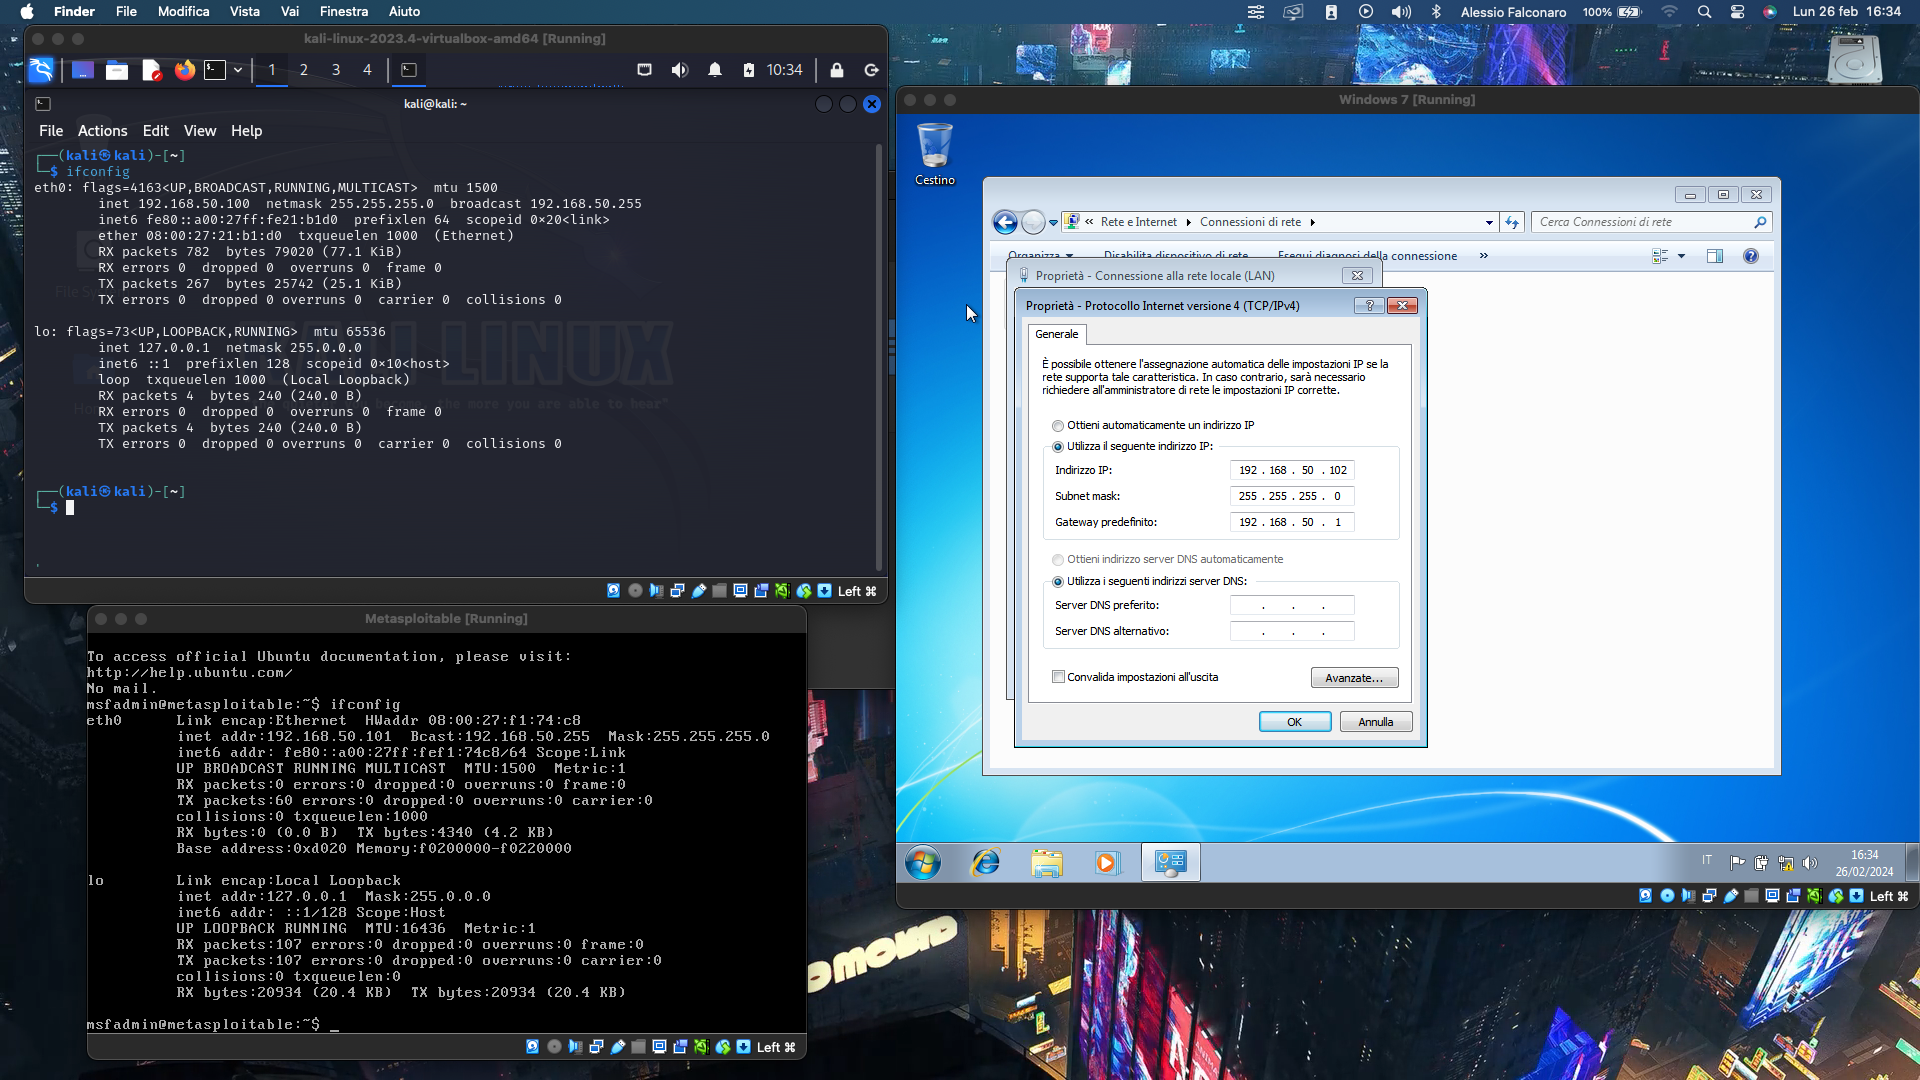 Finder File Modifica Vista Vai Finestra Aiuto
Alessio Falconaro 100% Lun 26 feb 16:34
kali-linux-2023.4-virtualbox-amd64 [Running]
1 2 3 4 10:34
kali@kali: ~
File Actions Edit View Help
┌──(kali㉿kali)-[~]
└─$ ifconfig
eth0: flags=4163<UP,BROADCAST,RUNNING,MULTICAST>  mtu 1500
inet 192.168.50.100  netmask 255.255.255.0  broadcast 192.168.50.255
inet6 fe80::a00:27ff:fe21:b1d0  prefixlen 64  scopeid 0×20<link>
ether 08:00:27:21:b1:d0  txqueuelen 1000  (Ethernet)
RX packets 782  bytes 79020 (77.1 KiB)
RX errors 0  dropped 0  overruns 0  frame 0
TX packets 267  bytes 25742 (25.1 KiB)
TX errors 0  dropped 0 overruns 0  carrier 0  collisions 0
lo: flags=73<UP,LOOPBACK,RUNNING>  mtu 65536
inet 127.0.0.1  netmask 255.0.0.0
inet6 ::1  prefixlen 128  scopeid 0×10<host>
loop  txqueuelen 1000  (Local Loopback)
RX packets 4  bytes 240 (240.0 B)
RX errors 0  dropped 0  overruns 0  frame 0
TX packets 4  bytes 240 (240.0 B)
TX errors 0  dropped 0 overruns 0  carrier 0  collisions 0
┌──(kali㉿kali)-[~]
└─$
KALI LINUX
the more you are able to hear"
Left ⌘
Metasploitable [Running]
To access official Ubuntu documentation, please visit:
http://help.ubuntu.com/
No mail.
msfadmin@metasploitable:~$ ifconfig
eth0      Link encap:Ethernet  HWaddr 08:00:27:f1:74:c8
inet addr:192.168.50.101  Bcast:192.168.50.255  Mask:255.255.255.0
inet6 addr: fe80::a00:27ff:fef1:74c8/64 Scope:Link
UP BROADCAST RUNNING MULTICAST  MTU:1500  Metric:1
RX packets:0 errors:0 dropped:0 overruns:0 frame:0
TX packets:60 errors:0 dropped:0 overruns:0 carrier:0
collisions:0 txqueuelen:1000
RX bytes:0 (0.0 B)  TX bytes:4340 (4.2 KB)
Base address:0xd020 Memory:f0200000-f0220000
lo        Link encap:Local Loopback
inet addr:127.0.0.1  Mask:255.0.0.0
inet6 addr: ::1/128 Scope:Host
UP LOOPBACK RUNNING  MTU:16436  Metric:1
RX packets:107 errors:0 dropped:0 overruns:0 frame:0
TX packets:107 errors:0 dropped:0 overruns:0 carrier:0
collisions:0 txqueuelen:0
RX bytes:20934 (20.4 KB)  TX bytes:20934 (20.4 KB)
msfadmin@metasploitable:~$ _
Left ⌘
Windows 7 [Running]
Cestino
« Rete e Internet Connessioni di rete
Cerca Connessioni di rete
Organizza Disabilita dispositivo di rete Esegui diagnosi della connessione »
Proprietà - Connessione alla rete locale (LAN)
Proprietà - Protocollo Internet versione 4 (TCP/IPv4)
Generale
È possibile ottenere l'assegnazione automatica delle impostazioni IP se la
rete supporta tale caratteristica. In caso contrario, sarà necessario
richiedere all'amministratore di rete le impostazioni IP corrette.
Ottieni automaticamente un indirizzo IP
Utilizza il seguente indirizzo IP:
Indirizzo IP: 192 . 168 . 50 . 102
Subnet mask: 255 . 255 . 255 . 0
Gateway predefinito: 192 . 168 . 50 . 1
Ottieni indirizzo server DNS automaticamente
Utilizza i seguenti indirizzi server DNS:
Server DNS preferito: . . .
Server DNS alternativo: . . .
Convalida impostazioni all'uscita
Avanzate...
OK Annulla
IT
16:34
26/02/2024
Left ⌘